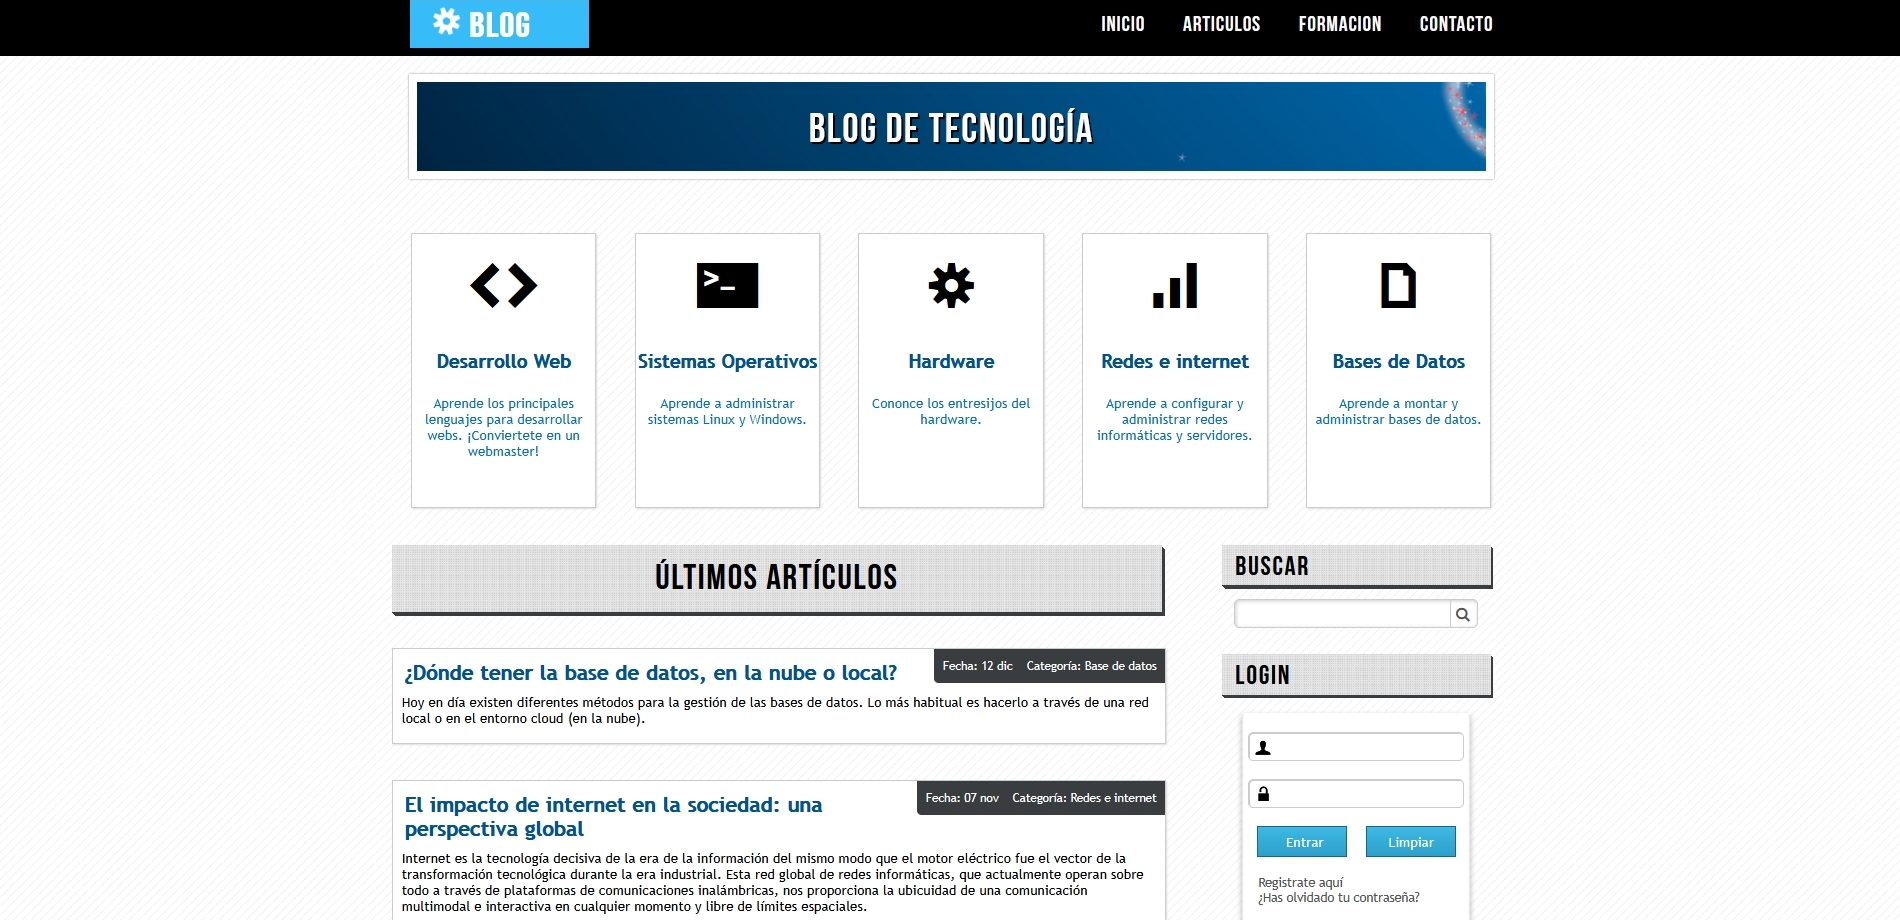 BLOG
INICIO ARTICULOS FORMACION CONTACTO
BLOG DE TECNOLOGÍA
>_
Desarrollo Web
Aprende los principales
lenguajes para desarrollar
webs. ¡Conviertete en un
webmaster!
Sistemas Operativos
Aprende a administrar
sistemas Linux y Windows.
Hardware
Cononce los entresijos del
hardware.
Redes e internet
Aprende a configurar y
administrar redes
informáticas y servidores.
Bases de Datos
Aprende a montar y
administrar bases de datos.
ÚLTIMOS ARTÍCULOS
¿Dónde tener la base de datos, en la nube o local?
Fecha: 12 dic Categoría: Base de datos
Hoy en día existen diferentes métodos para la gestión de las bases de datos. Lo más habitual es hacerlo a través de una red
local o en el entorno cloud (en la nube).
El impacto de internet en la sociedad: una
perspectiva global
Fecha: 07 nov Categoría: Redes e internet
Internet es la tecnología decisiva de la era de la información del mismo modo que el motor eléctrico fue el vector de la
transformación tecnológica durante la era industrial. Esta red global de redes informáticas, que actualmente operan sobre
todo a través de plataformas de comunicaciones inalámbricas, nos proporciona la ubicuidad de una comunicación
multimodal e interactiva en cualquier momento y libre de límites espaciales.
BUSCAR
LOGIN
Entrar Limpiar
Registrate aquí
¿Has olvidado tu contraseña?